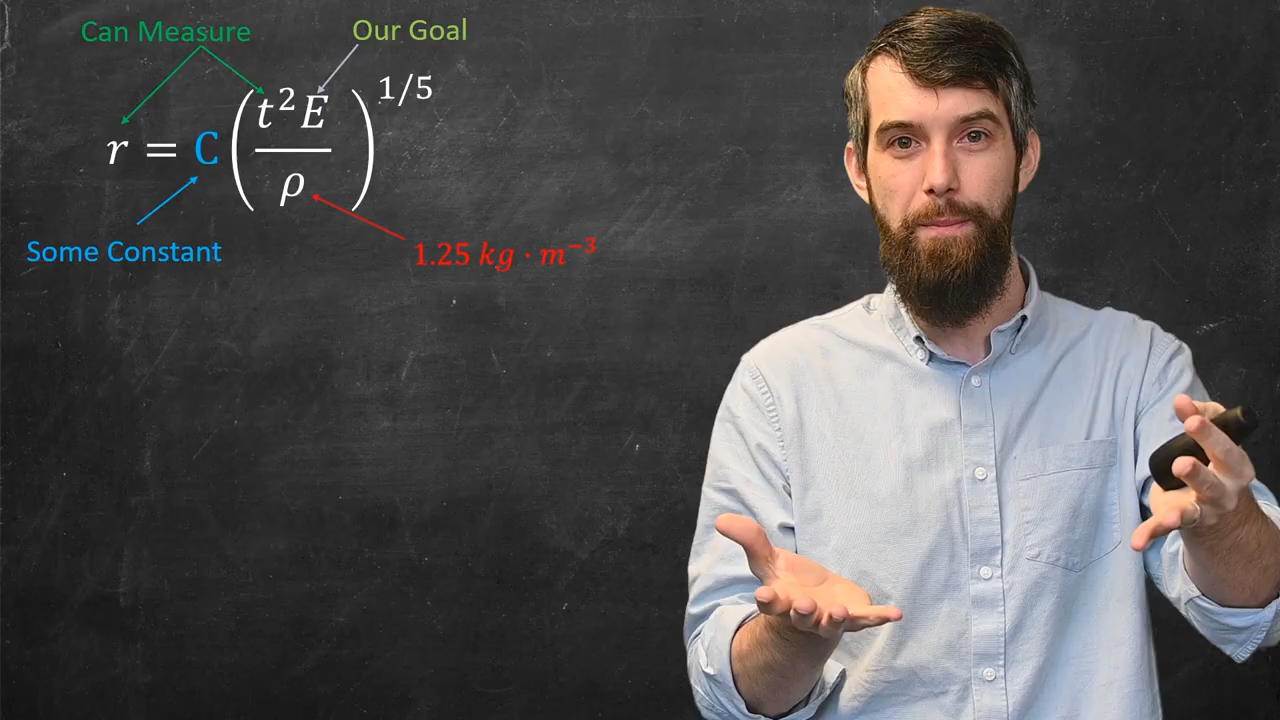 Can Measure
Our Goal
r = C (t²E / ρ)^1/5
Some Constant
1.25 kg · m⁻³